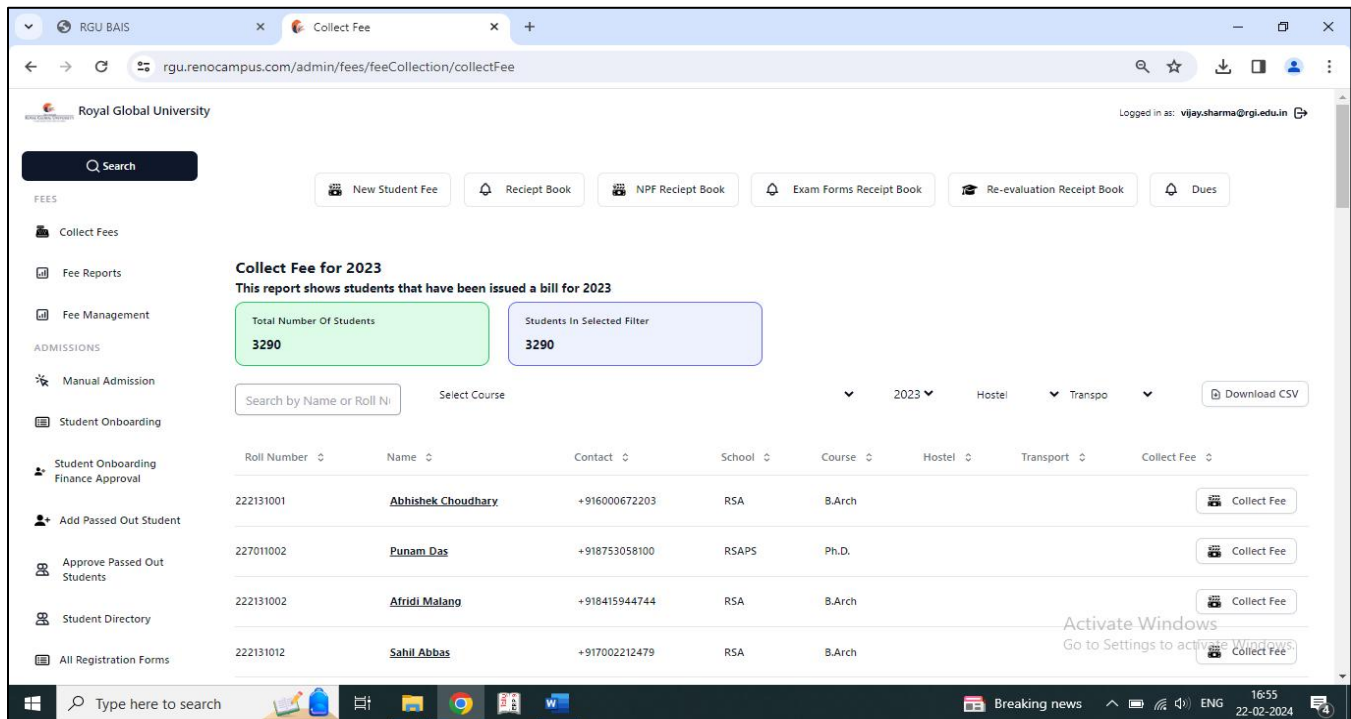 RGU BAIS
Collect Fee
rgu.renocampus.com/admin/fees/feeCollection/collectFee
Royal Global University
Logged in as: vijay.sharma@rgi.edu.in
Search
New Student Fee
Reciept Book
NPF Reciept Book
Exam Forms Receipt Book
Re-evaluation Receipt Book
Dues
FEES
Collect Fees
Fee Reports
Fee Management
ADMISSIONS
Manual Admission
Student Onboarding
Student Onboarding
Finance Approval
Add Passed Out Student
Approve Passed Out
Students
Student Directory
All Registration Forms
Collect Fee for 2023
This report shows students that have been issued a bill for 2023
Total Number Of Students
3290
Students In Selected Filter
3290
Search by Name or Roll N
Select Course
2023
Hostel
Transpo
Download CSV
Roll Number Name Contact School Course Hostel Transport Collect Fee
222131001 Abhishek Choudhary +916000672203 RSA B.Arch Collect Fee
227011002 Punam Das +918753058100 RSAPS Ph.D. Collect Fee
222131002 Afridi Malang +918415944744 RSA B.Arch Collect Fee
222131012 Sahil Abbas +917002212479 RSA B.Arch Collect Fee
Activate Windows
Go to Settings to activate Windows.
Type here to search
Breaking news
ENG
16:55
22-02-2024
4